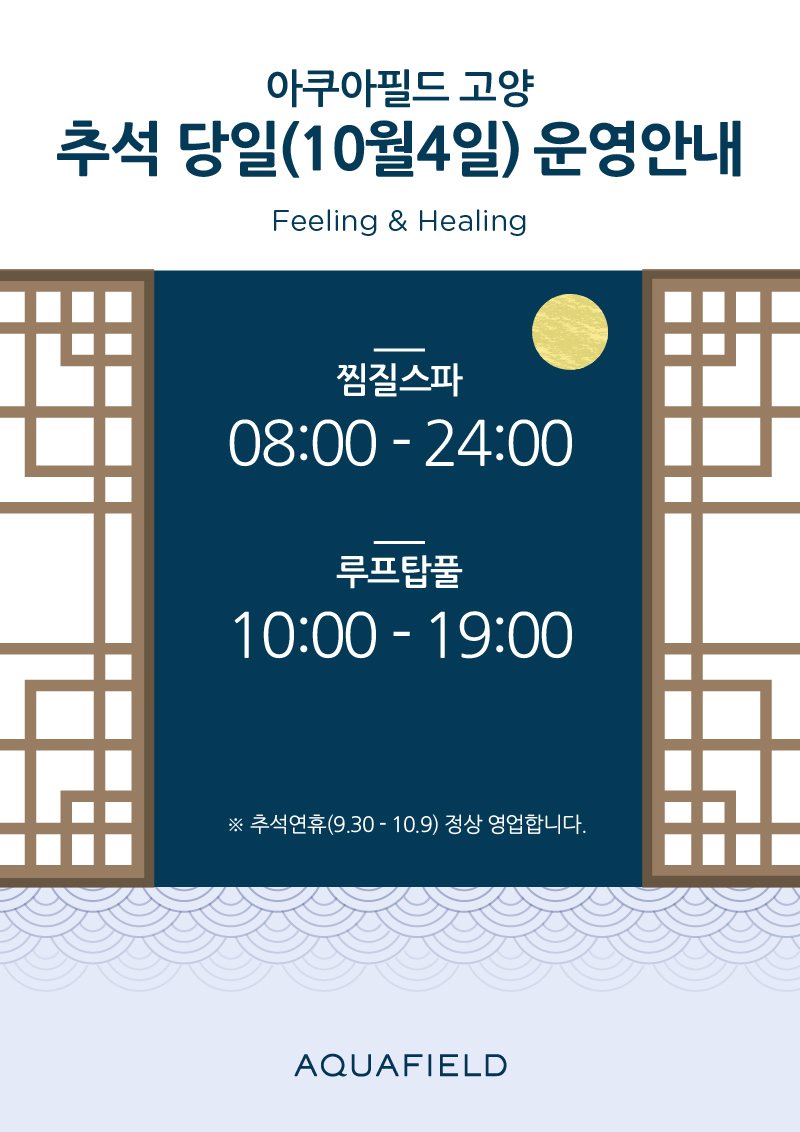 아쿠아필드 고양
추석 당일(10월4일) 운영안내
Feeling & Healing
찜질스파
08:00 - 24:00
루프탑풀
10:00 - 19:00
※ 추석연휴(9.30 - 10.9) 정상 영업합니다.
AQUAFIELD